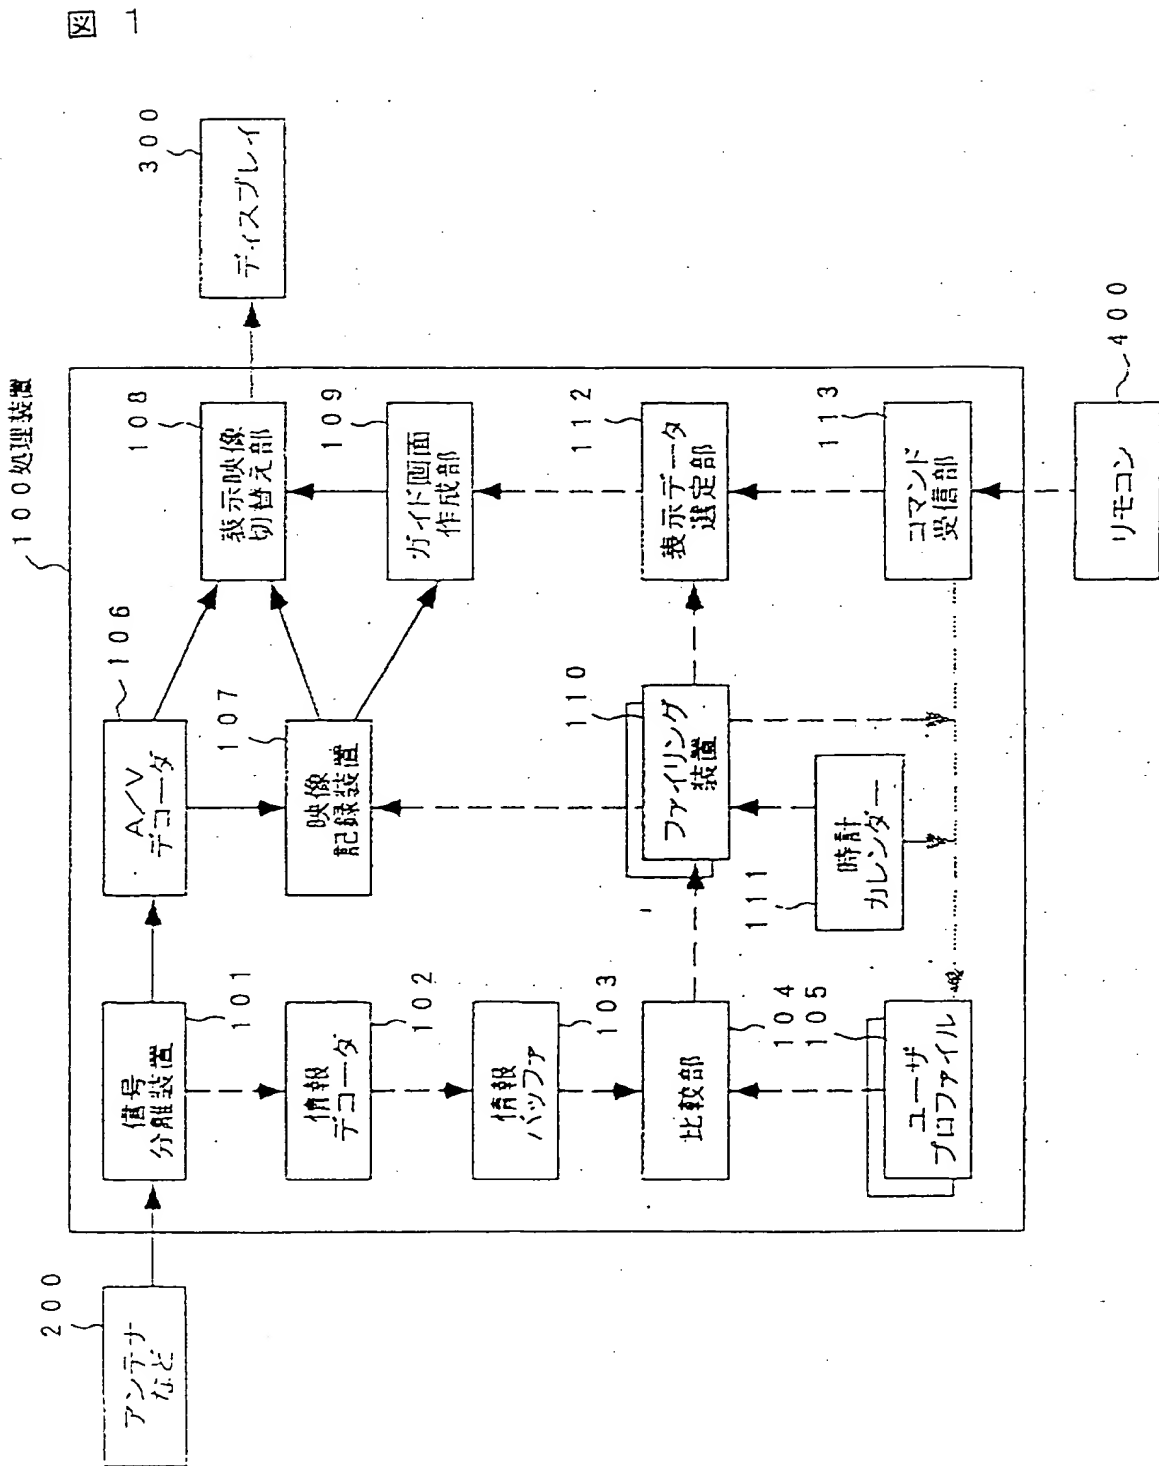 図 1
100処理装置
200
アンテナ
など
信号
分離装置
101
情報
デコーダ
102
情報
バッファ
103
比較部
104
105
ユーザ
プロファイル
A/V
デコーダ
106
映像
記録装置
107
ファイリング
装置
110
時計
カレンダー
111
表示映像
切替え部
108
ガイド画面
作成部
109
表示データ
選定部
112
コマンド
受信部
113
ディスプレイ
300
リモコン
400